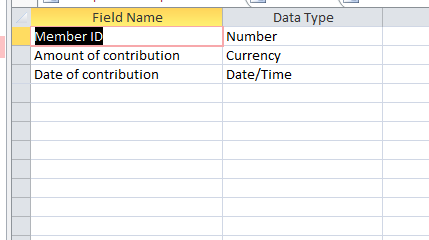 Field Name Data Type
Member ID Number
Amount of contribution Currency
Date of contribution Date/Time